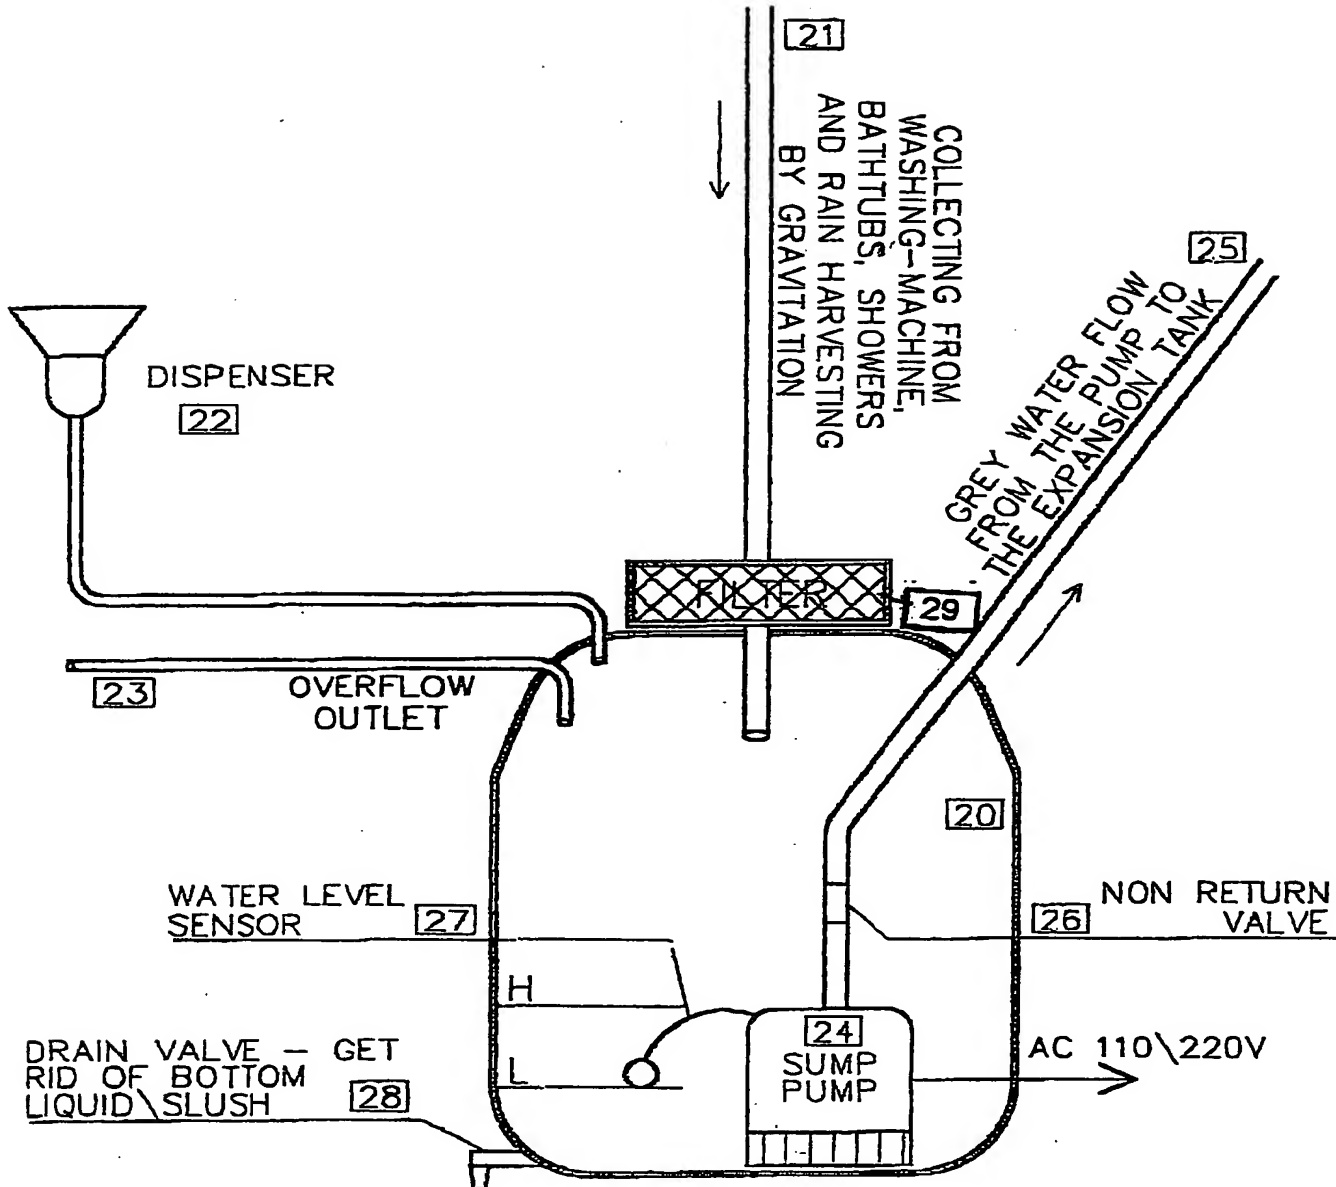 21
COLLECTING FROM
WASHING-MACHINE,
BATHTUBS, SHOWERS
AND RAIN HARVESTING
BY GRAVITATION
25
GREY WATER FLOW
FROM THE PUMP TO
THE EXPANSION TANK
DISPENSER
22
FILTER
29
23
OVERFLOW
OUTLET
20
WATER LEVEL
SENSOR
27
26
NON RETURN
VALVE
H
L
24
SUMP
PUMP
AC 110\220V
DRAIN VALVE - GET
RID OF BOTTOM
LIQUID\SLUSH
28